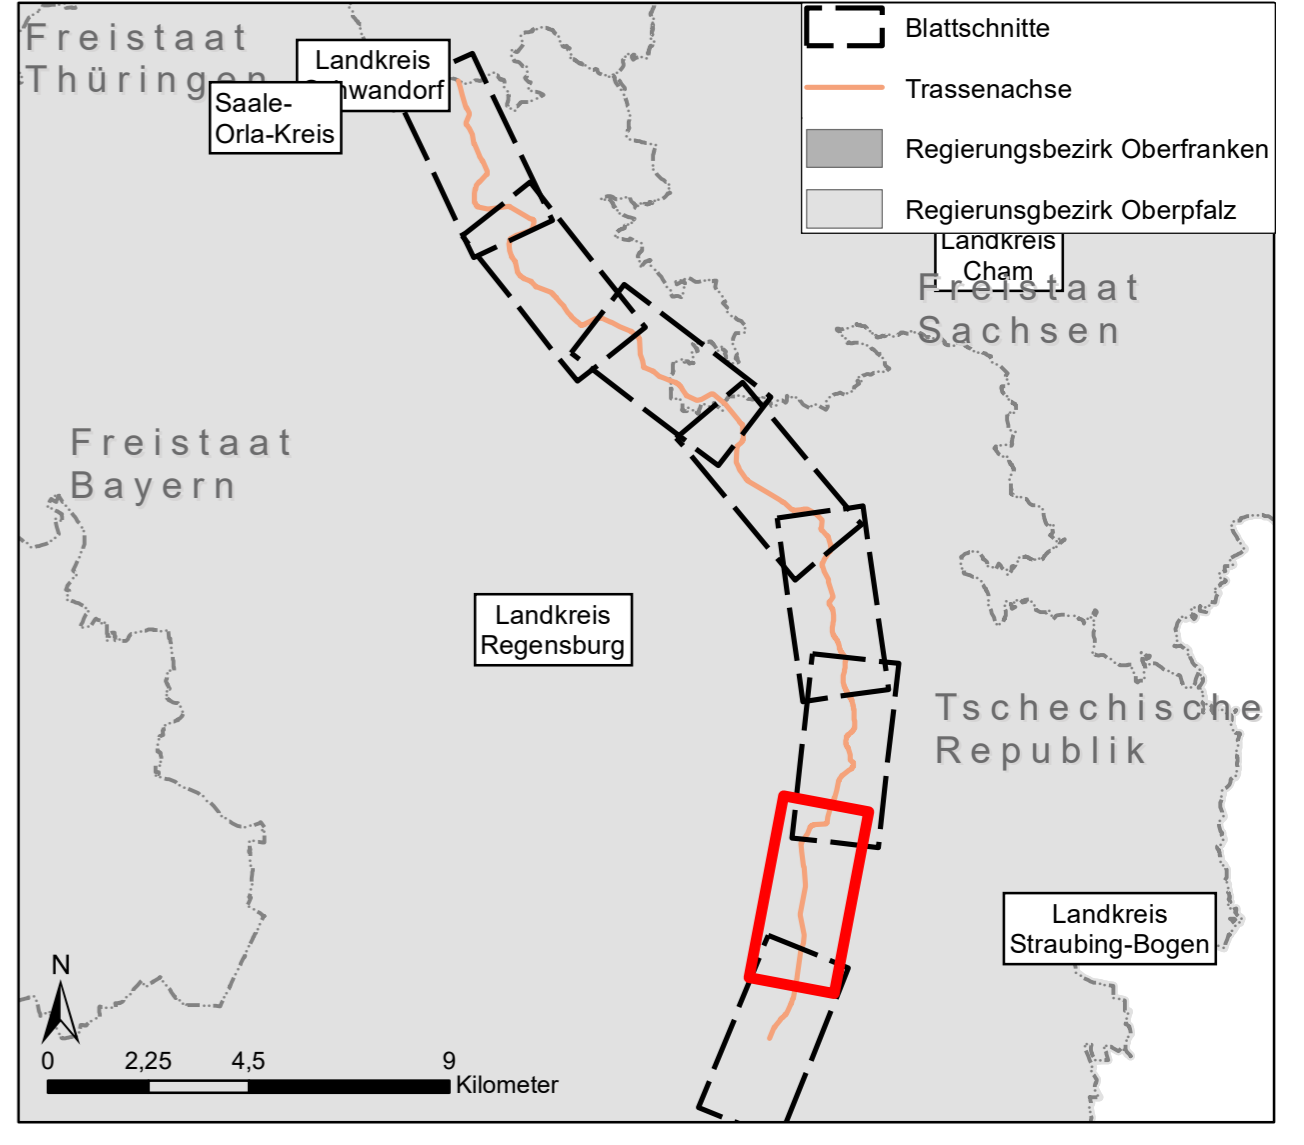 Freistaat
Thüringen
Landkreis
Schwandorf
Saale-
Orla-Kreis
Blattschnitte
Trassenachse
Regierungsbezirk Oberfranken
Regierunsgbezirk Oberpfalz
Landkreis
Cham
Freistaat
Sachsen
Freistaat
Bayern
Landkreis
Regensburg
Tschechische
Republik
Landkreis
Straubing-Bogen
N
0 2,25 4,5 9
Kilometer